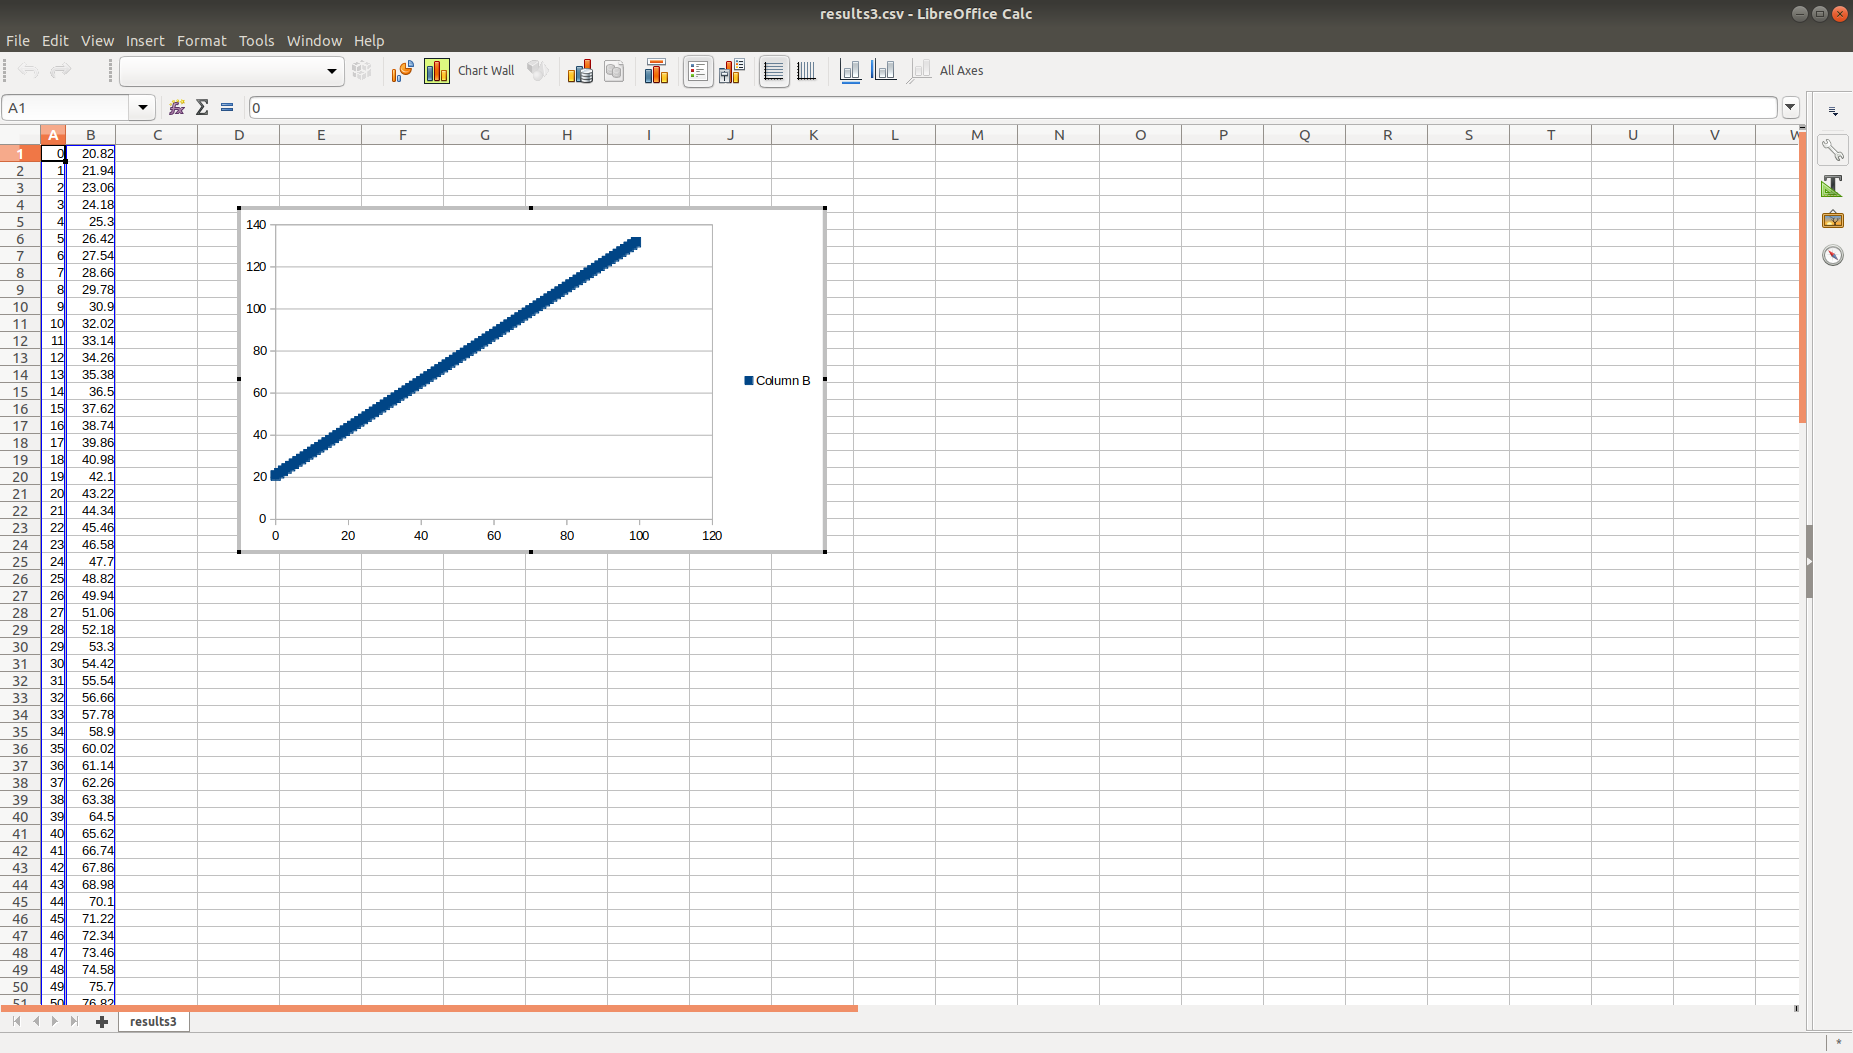 results3.csv - LibreOffice Calc
File Edit View Insert Format Tools Window Help
Chart Wall All Axes
A1 0
A B C D E F G H I J K L M N O P Q R S T U V W
1 0 20.82
2 1 21.94
3 2 23.06
4 3 24.18
5 4 25.3
6 5 26.42
7 6 27.54
8 7 28.66
9 8 29.78
10 9 30.9
11 10 32.02
12 11 33.14
13 12 34.26
14 13 35.38
15 14 36.5
16 15 37.62
17 16 38.74
18 17 39.86
19 18 40.98
20 19 42.1
21 20 43.22
22 21 44.34
23 22 45.46
24 23 46.58
25 24 47.7
26 25 48.82
27 26 49.94
28 27 51.06
29 28 52.18
30 29 53.3
31 30 54.42
32 31 55.54
33 32 56.66
34 33 57.78
35 34 58.9
36 35 60.02
37 36 61.14
38 37 62.26
39 38 63.38
40 39 64.5
41 40 65.62
42 41 66.74
43 42 67.86
44 43 68.98
45 44 70.1
46 45 71.22
47 46 72.34
48 47 73.46
49 48 74.58
50 49 75.7
51 50 76.82
140
120
100
80
60
40
20
0
0 20 40 60 80 100 120
Column B
results3
*